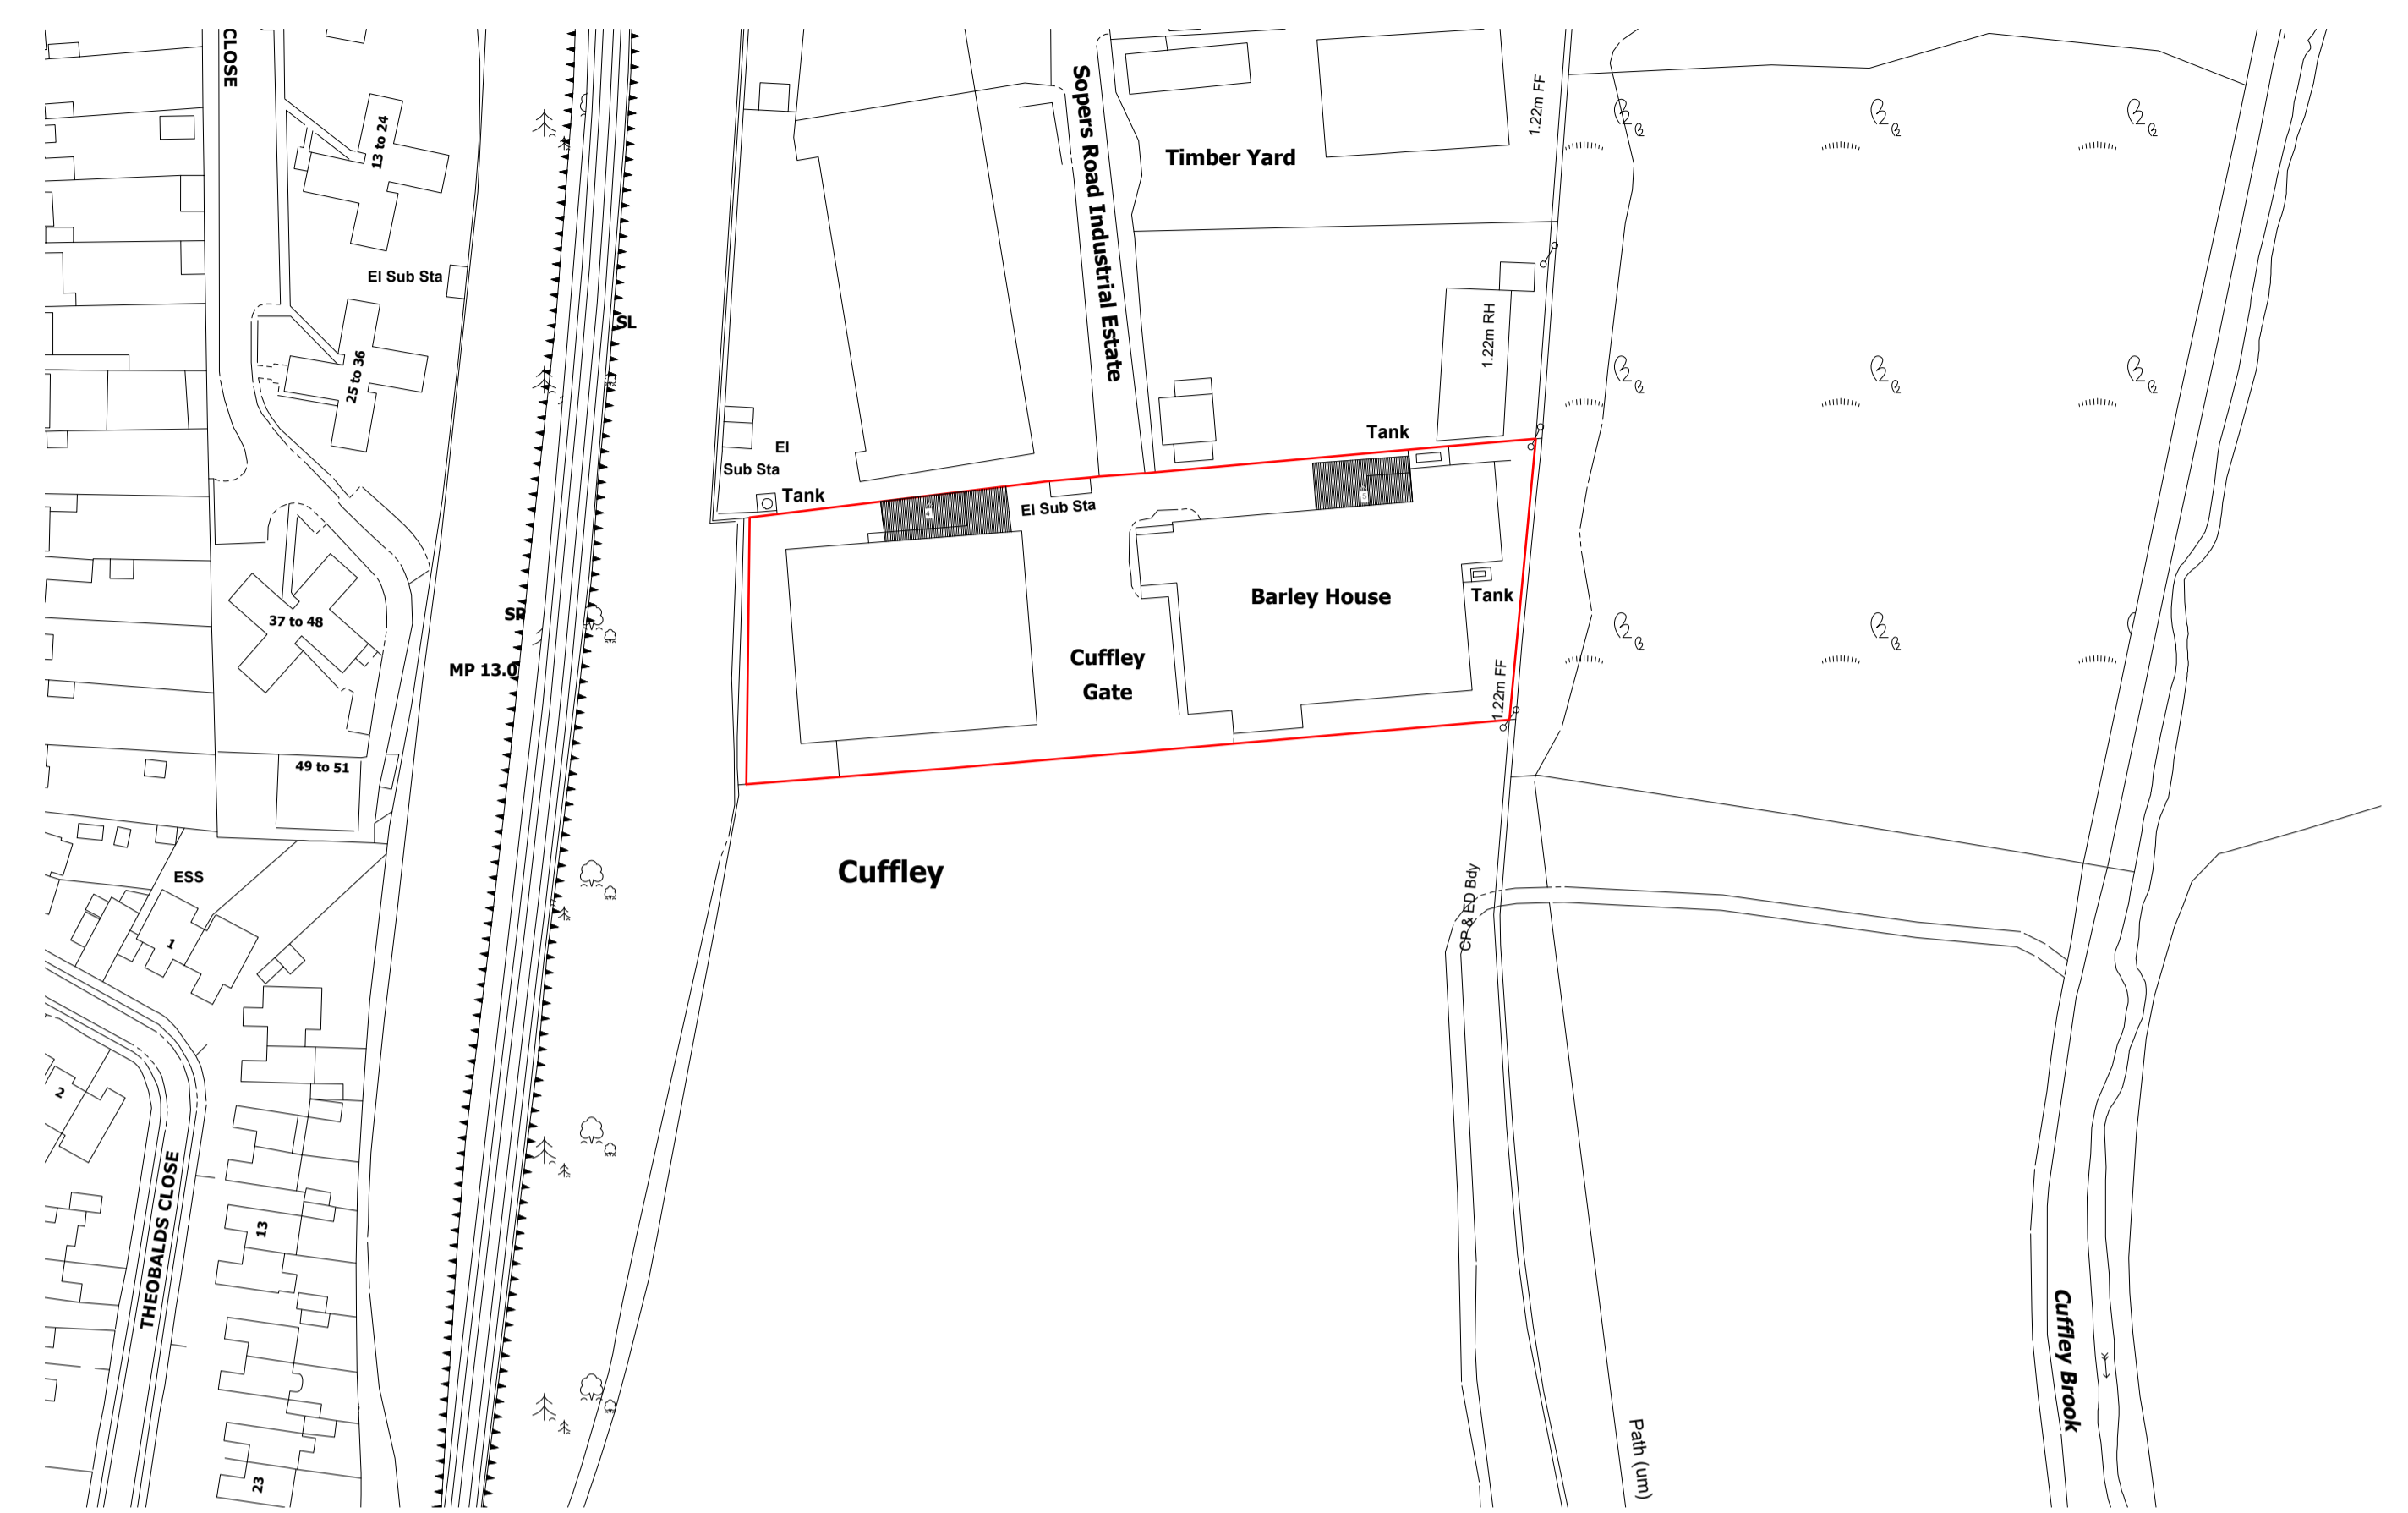 CLOSE
13 to 24
Sopers Road Industrial Estate
Timber Yard
1.22m FF
El Sub Sta
SL
1.22m RH
25 to 36
El
Sub Sta
Tank
Tank
4
5
El Sub Sta
Barley House
Tank
SP
37 to 48
MP 13.0
Cuffley
Gate
1.22m FF
49 to 51
Cuffley
ESS
CP & ED Bdy
1
2
THEOBALDS CLOSE
13
Cuffley Brook
23
Path (um)